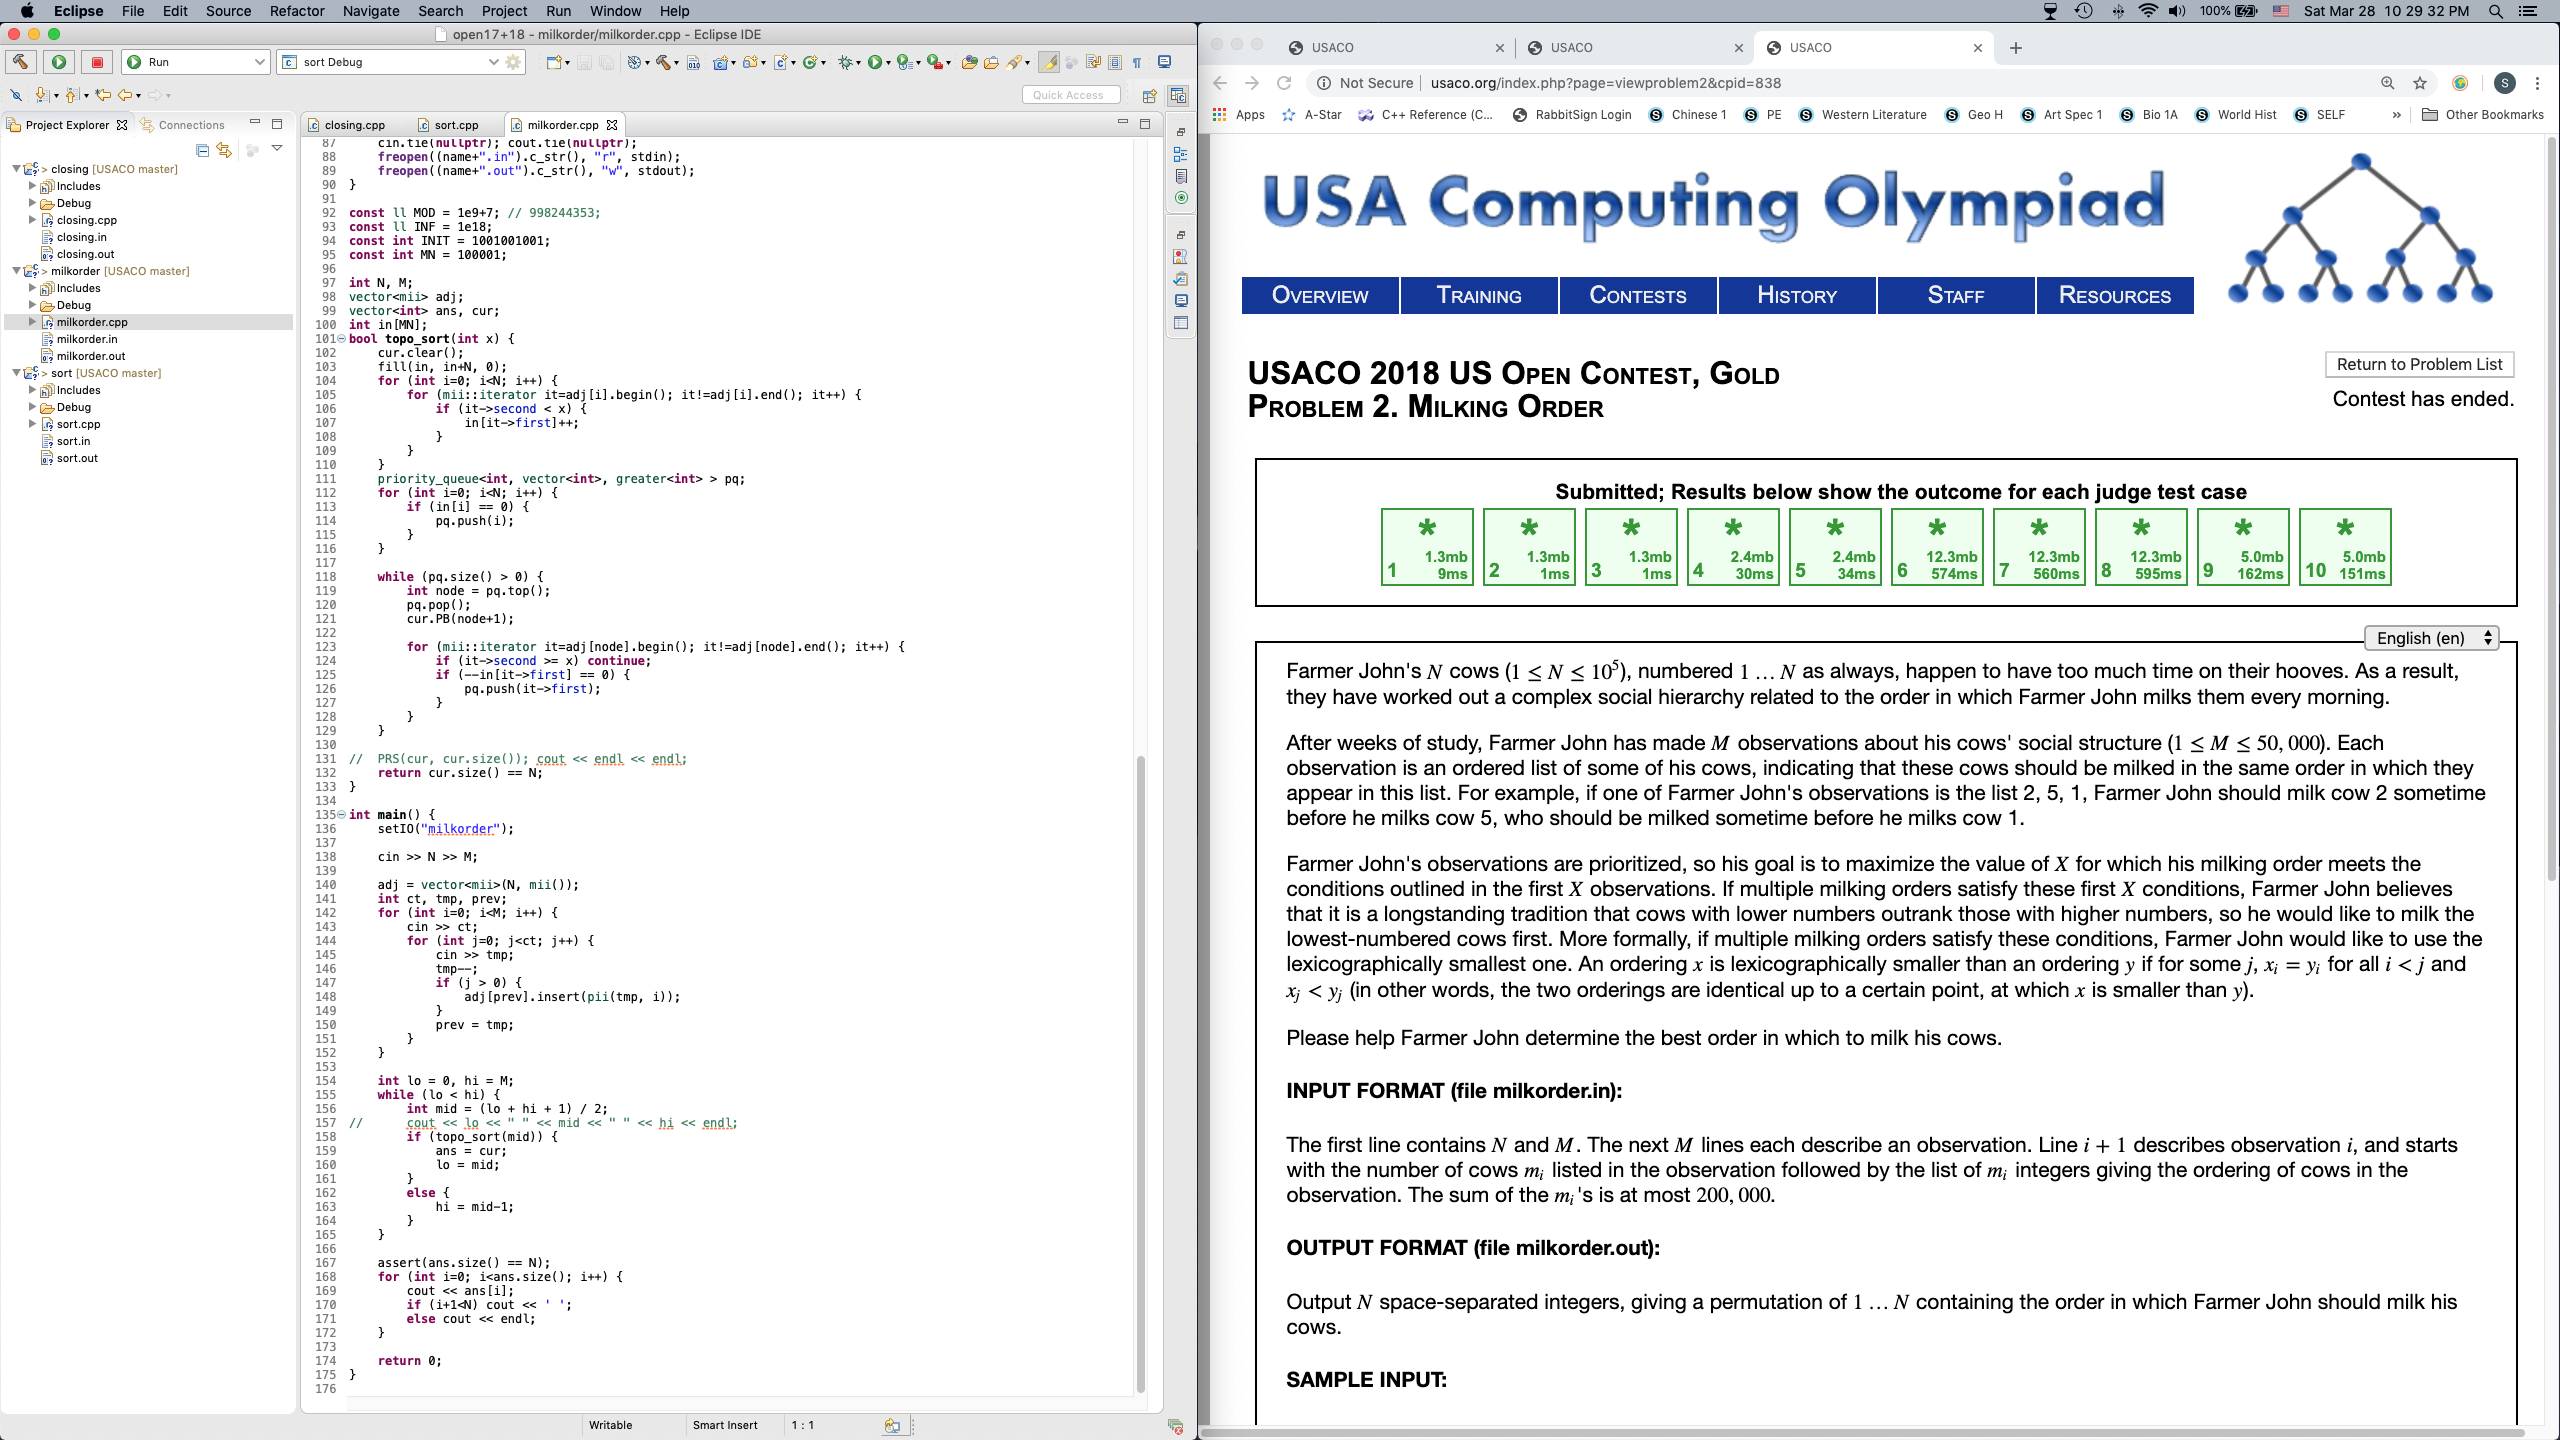 Eclipse File Edit Source Refactor Navigate Search Project Run Window Help
100% Sat Mar 28 10 29 32 PM
open17+18 - milkorder/milkorder.cpp - Eclipse IDE
Run
sort Debug
Quick Access
Project Explorer
Connections
closing [USACO master]
Includes
Debug
closing.cpp
closing.in
closing.out
milkorder [USACO master]
Includes
Debug
milkorder.cpp
milkorder.in
milkorder.out
sort [USACO master]
Includes
Debug
sort.cpp
sort.in
sort.out
closing.cpp
sort.cpp
milkorder.cpp
87 cin.tie(nullptr); cout.tie(nullptr);
88 freopen((name+".in").c_str(), "r", stdin);
89 freopen((name+".out").c_str(), "w", stdout);
90 }
91
92 const ll MOD = 1e9+7; // 998244353;
93 const ll INF = 1e18;
94 const int INIT = 1001001001;
95 const int MN = 100001;
96
97 int N, M;
98 vector<mii> adj;
99 vector<int> ans, cur;
100 int in[MN];
101 bool topo_sort(int x) {
102 cur.clear();
103 fill(in, in+N, 0);
104 for (int i=0; i<N; i++) {
105 for (mii::iterator it=adj[i].begin(); it!=adj[i].end(); it++) {
106 if (it->second < x) {
107 in[it->first]++;
108 }
109 }
110 }
111 priority_queue<int, vector<int>, greater<int> > pq;
112 for (int i=0; i<N; i++) {
113 if (in[i] == 0) {
114 pq.push(i);
115 }
116 }
117
118 while (pq.size() > 0) {
119 int node = pq.top();
120 pq.pop();
121 cur.PB(node+1);
122
123 for (mii::iterator it=adj[node].begin(); it!=adj[node].end(); it++) {
124 if (it->second >= x) continue;
125 if (--in[it->first] == 0) {
126 pq.push(it->first);
127 }
128 }
129 }
130
131 // PRS(cur, cur.size()); cout << endl << endl;
132 return cur.size() == N;
133 }
134
135 int main() {
136 setIO("milkorder");
137
138 cin >> N >> M;
139
140 adj = vector<mii>(N, mii());
141 int ct, tmp, prev;
142 for (int i=0; i<M; i++) {
143 cin >> ct;
144 for (int j=0; j<ct; j++) {
145 cin >> tmp;
146 tmp--;
147 if (j > 0) {
148 adj[prev].insert(pii(tmp, i));
149 }
150 prev = tmp;
151 }
152 }
153
154 int lo = 0, hi = M;
155 while (lo < hi) {
156 int mid = (lo + hi + 1) / 2;
157 // cout << lo << " " << mid << " " << hi << endl;
158 if (topo_sort(mid)) {
159 ans = cur;
160 lo = mid;
161 }
162 else {
163 hi = mid-1;
164 }
165 }
166
167 assert(ans.size() == N);
168 for (int i=0; i<ans.size(); i++) {
169 cout << ans[i];
170 if (i+1<N) cout << ' ';
171 else cout << endl;
172 }
173
174 return 0;
175 }
176
Writable Smart Insert 1 : 1
USACO
USACO
USACO
Not Secure usaco.org/index.php?page=viewproblem2&cpid=838
S
Apps A-Star C++ Reference (C... RabbitSign Login Chinese 1 PE Western Literature Geo H Art Spec 1 Bio 1A World Hist SELF » Other Bookmarks
USA Computing Olympiad
OVERVIEW TRAINING CONTESTS HISTORY STAFF RESOURCES
USACO 2018 US OPEN CONTEST, GOLD
PROBLEM 2. MILKING ORDER
Return to Problem List
Contest has ended.
Submitted; Results below show the outcome for each judge test case
1 * 1.3mb 9ms
2 * 1.3mb 1ms
3 * 1.3mb 1ms
4 * 2.4mb 30ms
5 * 2.4mb 34ms
6 * 12.3mb 574ms
7 * 12.3mb 560ms
8 * 12.3mb 595ms
9 * 5.0mb 162ms
10 * 5.0mb 151ms
English (en)
Farmer John's N cows (1 ≤ N ≤ 10⁵), numbered 1 … N as always, happen to have too much time on their hooves. As a result,
they have worked out a complex social hierarchy related to the order in which Farmer John milks them every morning.
After weeks of study, Farmer John has made M observations about his cows' social structure (1 ≤ M ≤ 50, 000). Each
observation is an ordered list of some of his cows, indicating that these cows should be milked in the same order in which they
appear in this list. For example, if one of Farmer John's observations is the list 2, 5, 1, Farmer John should milk cow 2 sometime
before he milks cow 5, who should be milked sometime before he milks cow 1.
Farmer John's observations are prioritized, so his goal is to maximize the value of X for which his milking order meets the
conditions outlined in the first X observations. If multiple milking orders satisfy these first X conditions, Farmer John believes
that it is a longstanding tradition that cows with lower numbers outrank those with higher numbers, so he would like to milk the
lowest-numbered cows first. More formally, if multiple milking orders satisfy these conditions, Farmer John would like to use the
lexicographically smallest one. An ordering x is lexicographically smaller than an ordering y if for some j, xᵢ = yᵢ for all i < j and
xⱼ < yⱼ (in other words, the two orderings are identical up to a certain point, at which x is smaller than y).
Please help Farmer John determine the best order in which to milk his cows.
INPUT FORMAT (file milkorder.in):
The first line contains N and M. The next M lines each describe an observation. Line i + 1 describes observation i, and starts
with the number of cows mᵢ listed in the observation followed by the list of mᵢ integers giving the ordering of cows in the
observation. The sum of the mᵢ's is at most 200, 000.
OUTPUT FORMAT (file milkorder.out):
Output N space-separated integers, giving a permutation of 1 … N containing the order in which Farmer John should milk his
cows.
SAMPLE INPUT: